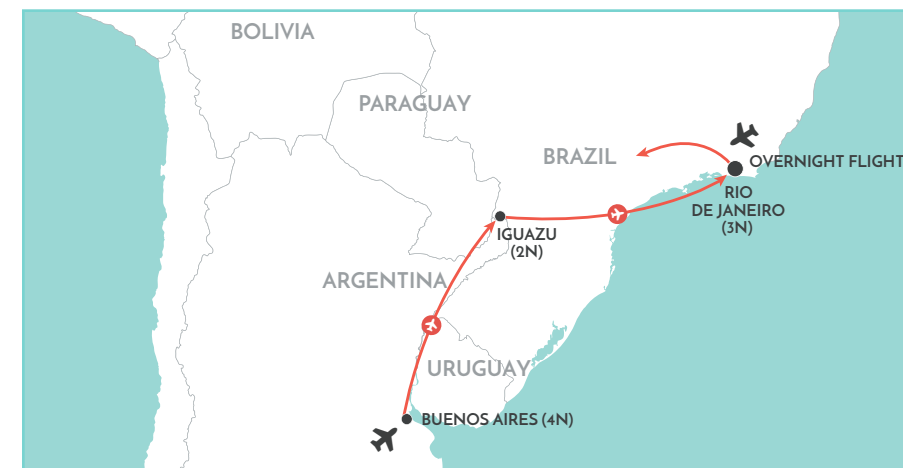 BOLIVIA
PARAGUAY
BRAZIL
OVERNIGHT FLIGHT
RIO
DE JANEIRO
(3N)
IGUAZU
(2N)
ARGENTINA
URUGUAY
BUENOS AIRES (4N)